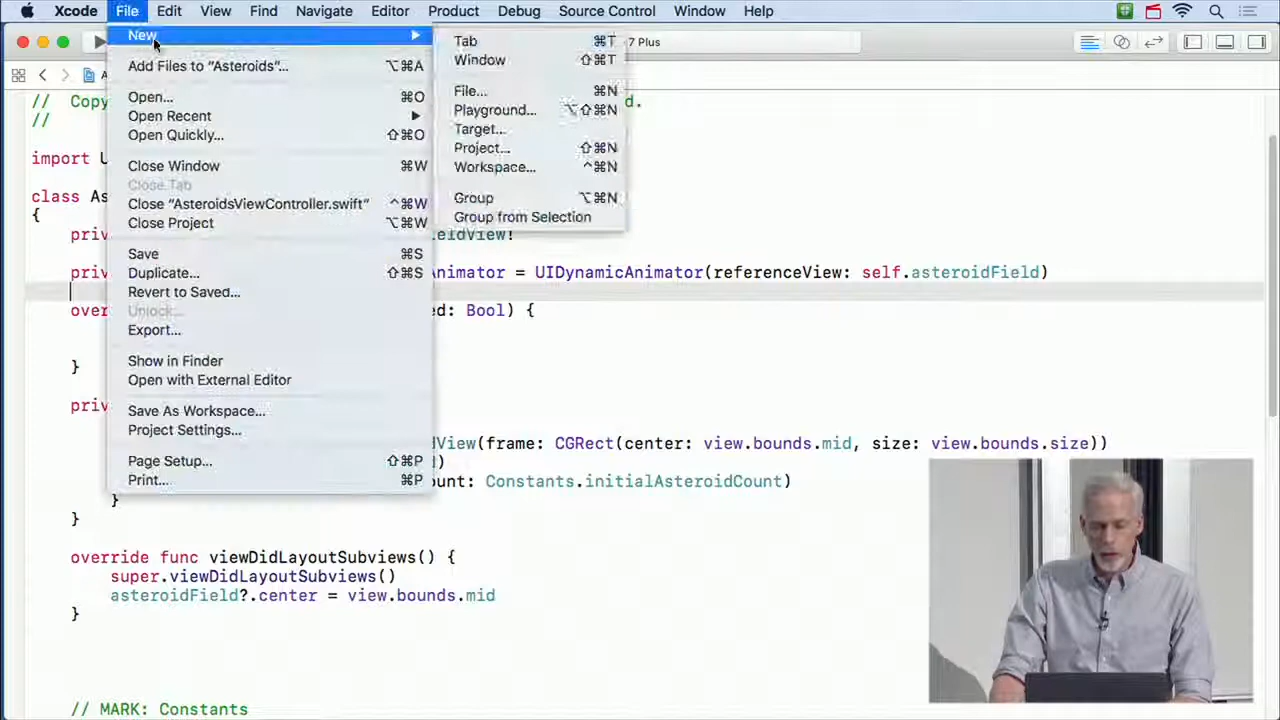 Xcode File Edit View Find Navigate Editor Product Debug Source Control Window Help
7 Plus
New
Add Files to “Asteroids”... ⌥⌘A
Open... ⌘O
Open Recent
Open Quickly... ⇧⌘O
Close Window ⌘W
Close Tab
Close “AsteroidsViewController.swift” ^⌘W
Close Project ⌥⌘W
Save ⌘S
Duplicate... ⇧⌘S
Revert to Saved...
Unlock...
Export...
Show in Finder
Open with External Editor
Save As Workspace...
Project Settings...
Page Setup... ⇧⌘P
Print... ⌘P
Tab ⌘T
Window ⇧⌘T
File... ⌘N
Playground... ⌥⇧⌘N
Target...
Project... ⇧⌘N
Workspace... ^⌘N
Group ⌥⌘N
Group from Selection
// Copy d.
//
import U
class As
{
priv ieldView!
priv Animator = UIDynamicAnimator(referenceView: self.asteroidField)
over ed: Bool) {
}
priv
dView(frame: CGRect(center: view.bounds.mid, size: view.bounds.size))
)
ount: Constants.initialAsteroidCount)
}
}
override func viewDidLayoutSubviews() {
super.viewDidLayoutSubviews()
asteroidField?.center = view.bounds.mid
}
// MARK: Constants